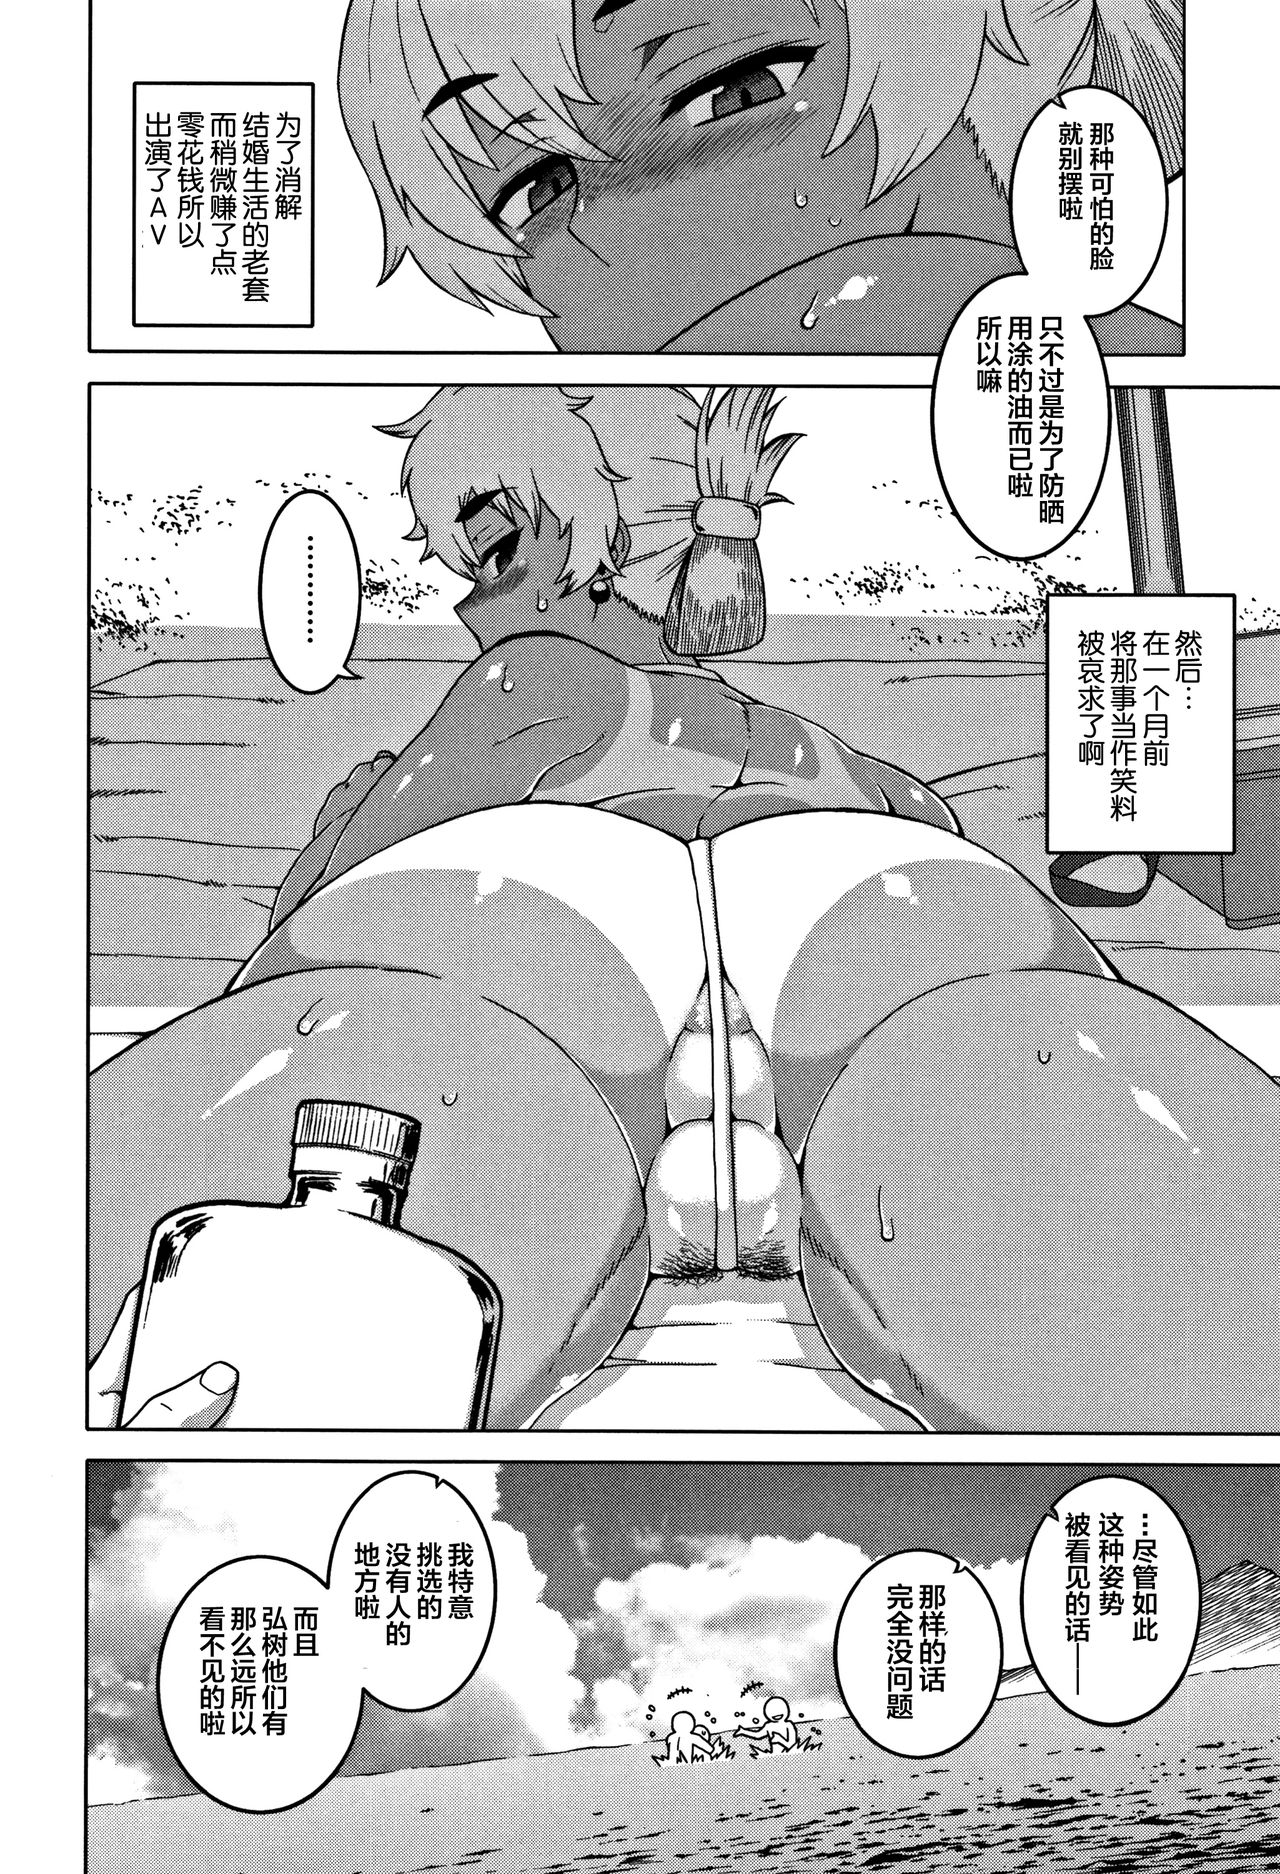 那种可怕的脸
就别摆啦
只不过是为了防晒
用涂的油而已啦
所以嘛
为了消解
结婚生活的老套
而稍微赚了点
零花钱所以
出演了AV
然后…
在一个月前
将那事当作笑料
被哀求了啊
………
…尽管如此
这种姿势
被看见的话——
那样的话
完全没问题
我特意
挑选的
没有人的
地方啦
而且
弘树他们有
那么远所以
看不见的啦